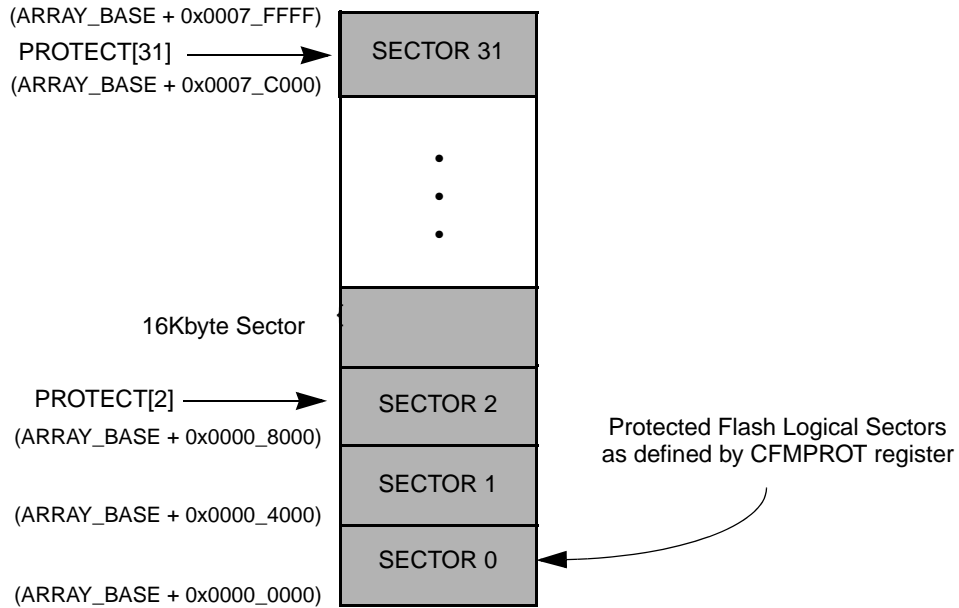 (ARRAY_BASE + 0x0007_FFFF)
PROTECT[31]
SECTOR 31
(ARRAY_BASE + 0x0007_C000)
16Kbyte Sector
PROTECT[2]
SECTOR 2
(ARRAY_BASE + 0x0000_8000)
Protected Flash Logical Sectors
as defined by CFMPROT register
SECTOR 1
(ARRAY_BASE + 0x0000_4000)
SECTOR 0
(ARRAY_BASE + 0x0000_0000)